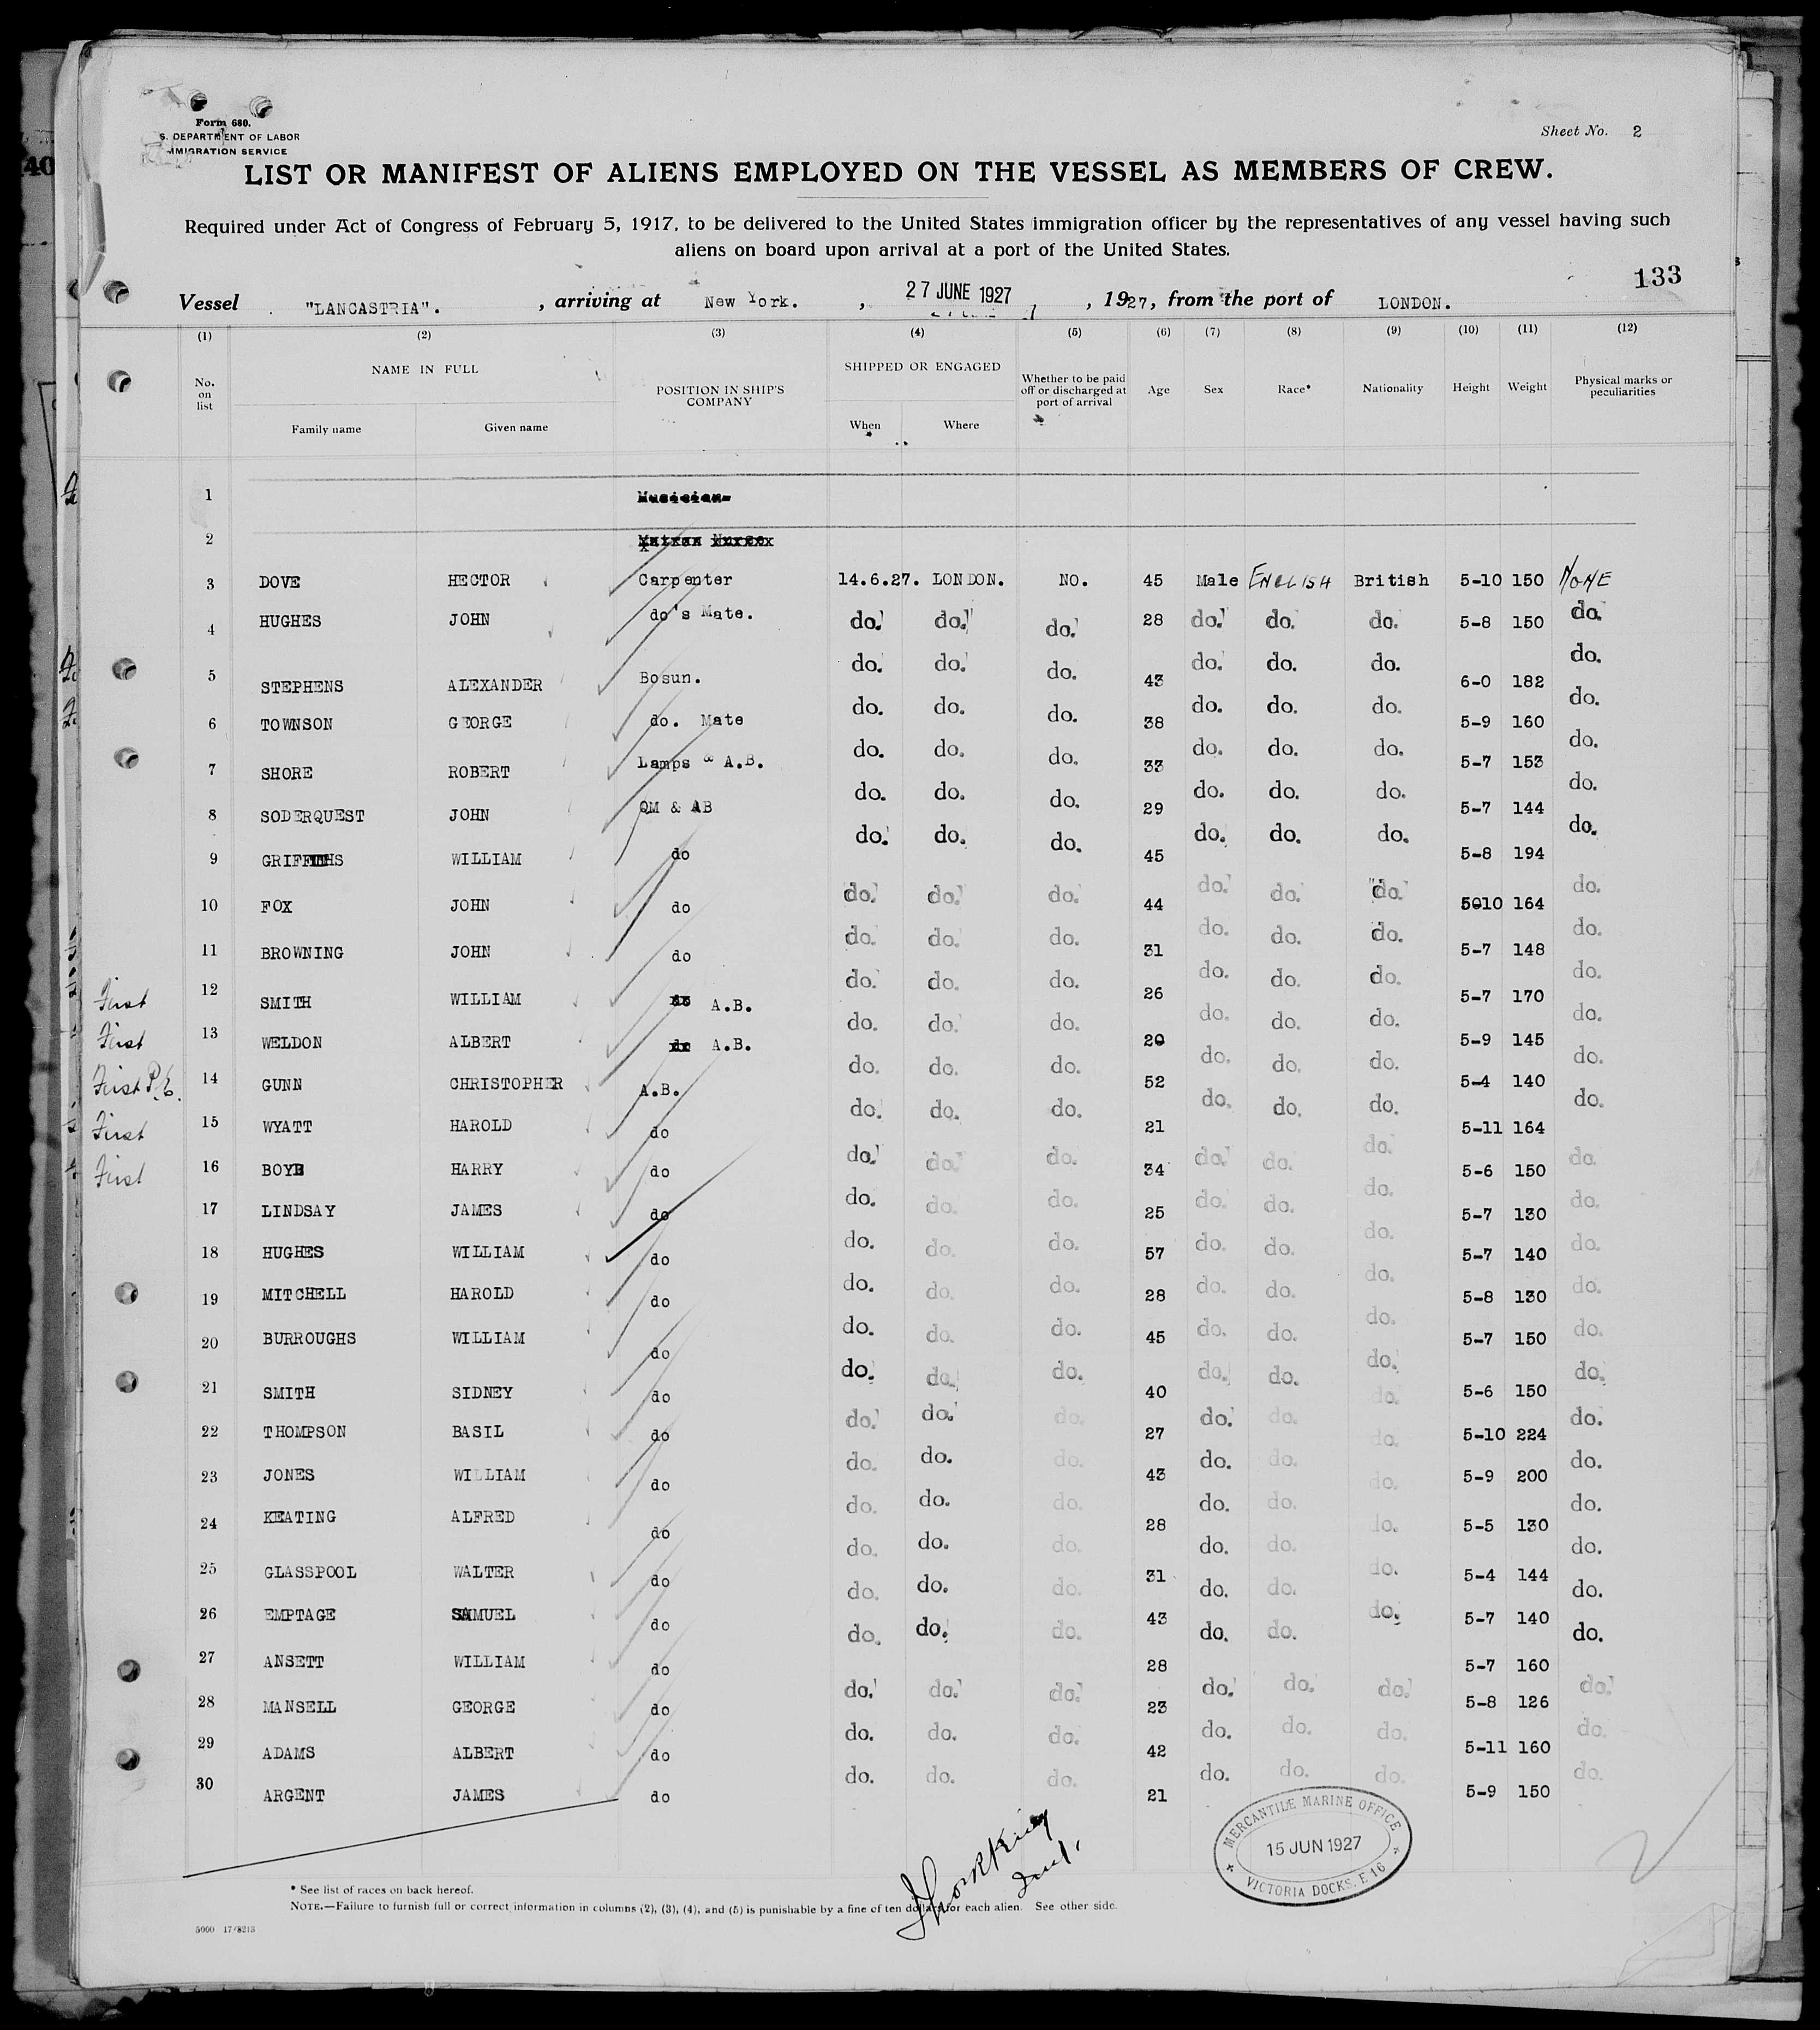 Form 680.
S. DEPARTMENT OF LABOR
IMMIGRATION SERVICE
Sheet No. 2
LIST OR MANIFEST OF ALIENS EMPLOYED ON THE VESSEL AS MEMBERS OF CREW.
Required under Act of Congress of February 5, 1917, to be delivered to the United States immigration officer by the representatives of any vessel having such
aliens on board upon arrival at a port of the United States.
133
Vessel "LANCASTRIA". , arriving at New York. , 27 JUNE 1927 , 1927, from the port of LONDON.
(1) (2) (3) (4) (5) (6) (7) (8) (9) (10) (11) (12)
No. on list NAME IN FULL Family name Given name POSITION IN SHIP'S COMPANY SHIPPED OR ENGAGED When Where Whether to be paid off or discharged at port of arrival Age Sex Race* Nationality Height Weight Physical marks or peculiarities
1 Musician
2 Matron Nurse
3 DOVE HECTOR Carpenter 14.6.27. LONDON. NO. 45 Male ENGLISH British 5-10 150 NONE
4 HUGHES JOHN do's Mate. do. do. do. 28 do. do. do. 5-8 150 do.
5 STEPHENS ALEXANDER Bosun. do. do. do. 43 do. do. do. 6-0 182 do.
6 TOWNSON GEORGE do. Mate do. do. do. 38 do. do. do. 5-9 160 do.
7 SHORE ROBERT Lamps & A.B. do. do. do. 33 do. do. do. 5-7 153 do.
8 SODERQUEST JOHN QM & AB do. do. do. 29 do. do. do. 5-7 144 do.
9 GRIFFITHS WILLIAM do do. do. do. 45 do. do. do. 5-8 194 do.
10 FOX JOHN do do. do. do. 44 do. do. do. 5010 164 do.
11 BROWNING JOHN do do. do. do. 31 do. do. do. 5-7 148 do.
First 12 SMITH WILLIAM A.B. do. do. do. 26 do. do. do. 5-7 170 do.
First 13 WELDON ALBERT A.B. do. do. do. 20 do. do. do. 5-9 145 do.
First 14 GUNN CHRISTOPHER A.B. do. do. do. 52 do. do. do. 5-4 140 do.
First 15 WYATT HAROLD do do. do. do. 21 do. do. do. 5-11 164 do.
First 16 BOYE HARRY do do. do. do. 34 do. do. do. 5-6 150 do.
17 LINDSAY JAMES do do. do. do. 25 do. do. do. 5-7 130 do.
18 HUGHES WILLIAM do do. do. do. 57 do. do. do. 5-7 140 do.
19 MITCHELL HAROLD do do. do. do. 28 do. do. do. 5-8 130 do.
20 BURROUGHS WILLIAM do do. do. do. 45 do. do. do. 5-7 150 do.
21 SMITH SIDNEY do do. do. do. 40 do. do. do. 5-6 150 do.
22 THOMPSON BASIL do do. do. do. 27 do. do. do. 5-10 224 do.
23 JONES WILLIAM do do. do. do. 43 do. do. do. 5-9 200 do.
24 KEATING ALFRED do do. do. do. 28 do. do. do. 5-5 130 do.
25 GLASSPOOL WALTER do do. do. do. 31 do. do. do. 5-4 144 do.
26 EMPTAGE SAMUEL do do. do. do. 43 do. do. do. 5-7 140 do.
27 ANSETT WILLIAM do do. do. do. 28 do. do. do. 5-7 160 do.
28 MANSELL GEORGE do do. do. do. 23 do. do. do. 5-8 126 do.
29 ADAMS ALBERT do do. do. do. 42 do. do. do. 5-11 160 do.
30 ARGENT JAMES do do. do. do. 21 do. do. do. 5-9 150 do.
MERCANTILE MARINE OFFICE
15 JUN 1927
VICTORIA DOCKS. E 16
* See list of races on back hereof.
NOTE.—Failure to furnish full or correct information in columns (2), (3), (4), and (5) is punishable by a fine of ten dollars for each alien. See other side.
5000 17/8213